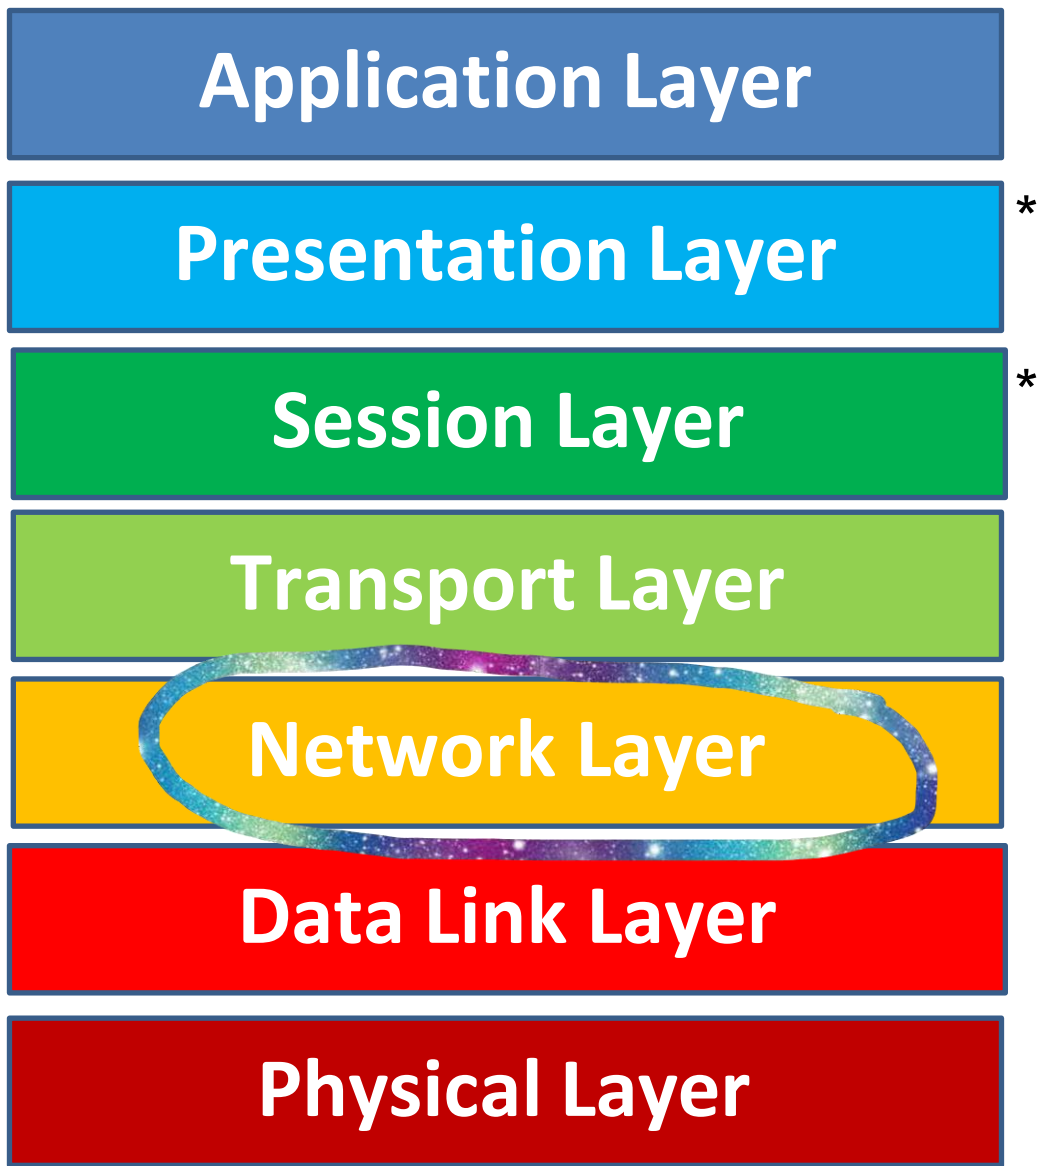 Application Layer
Presentation Layer *
Session Layer *
Transport Layer
Network Layer
Data Link Layer
Physical Layer